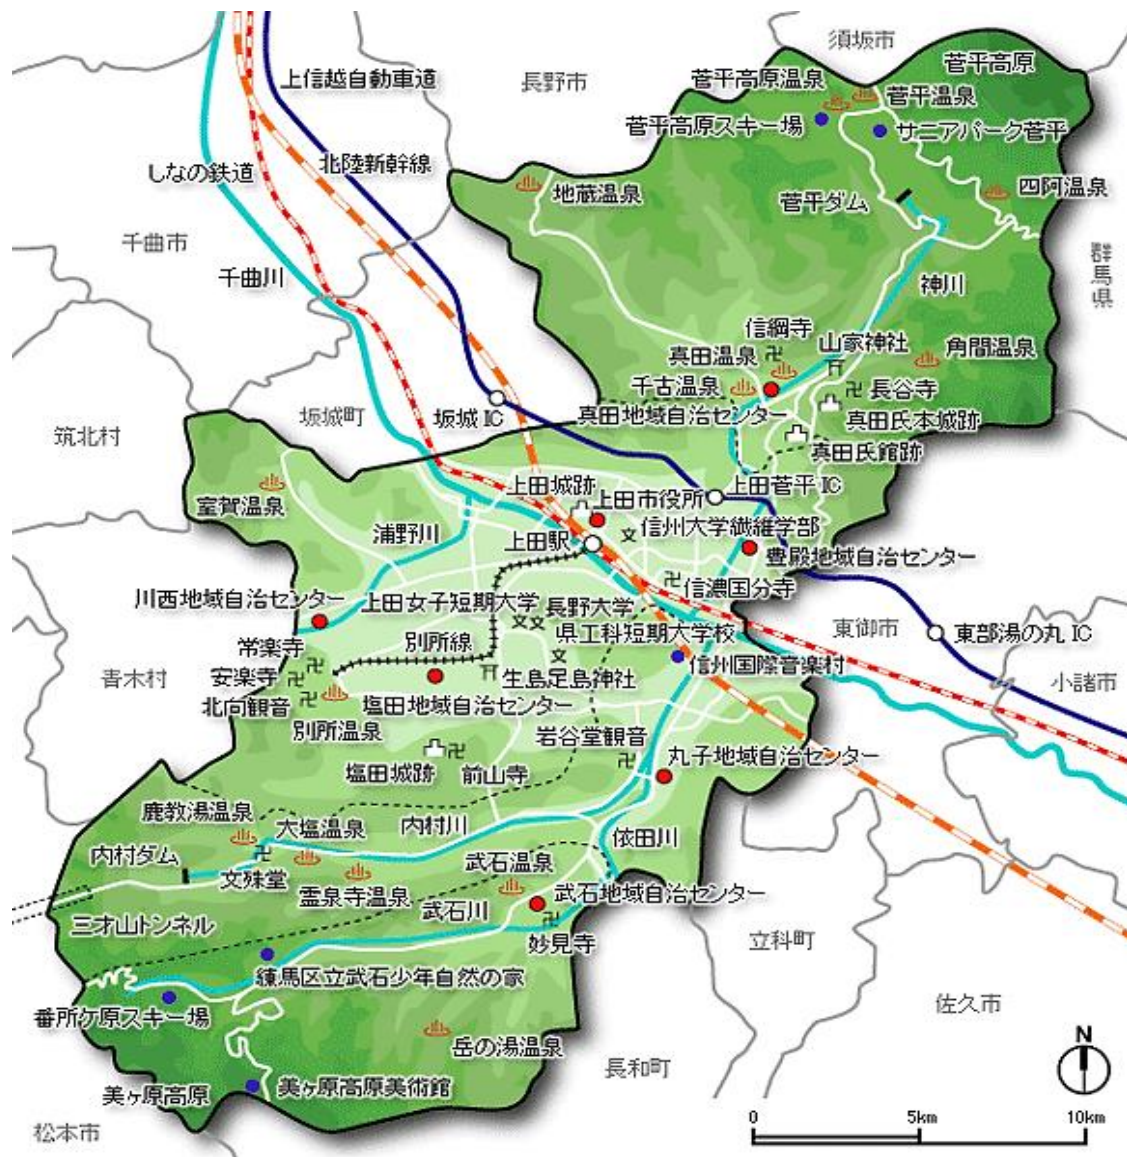 須坂市
菅平高原
上信越自動車道
長野市
菅平高原温泉
菅平温泉
菅平高原スキー場
サニアパーク菅平
北陸新幹線
しなの鉄道
地蔵温泉
菅平ダム
四阿温泉
千曲市
群馬県
千曲川
神川
信綱寺
山家神社
真田温泉
角間温泉
千古温泉
長谷寺
坂城町
坂城IC
真田地域自治センター
真田氏本城跡
筑北村
真田氏館跡
上田城跡
上田菅平IC
室賀温泉
上田市役所
浦野川
信州大学繊維学部
上田駅
豊殿地域自治センター
信濃国分寺
川西地域自治センター
上田女子短期大学
長野大学
県工科短期大学校
東御市
東部湯の丸IC
常楽寺
別所線
信州国際音楽村
安楽寺
生島足島神社
青木村
小諸市
北向観音
塩田地域自治センター
別所温泉
岩谷堂観音
丸子地域自治センター
塩田城跡
前山寺
鹿教湯温泉
大塩温泉
内村川
依田川
内村ダム
武石温泉
文殊堂
霊泉寺温泉
武石地域自治センター
武石川
三才山トンネル
妙見寺
立科町
練馬区立武石少年自然の家
番所ケ原スキー場
佐久市
岳の湯温泉
長和町
美ヶ原高原
美ヶ原高原美術館
松本市
N
0
5km
10km